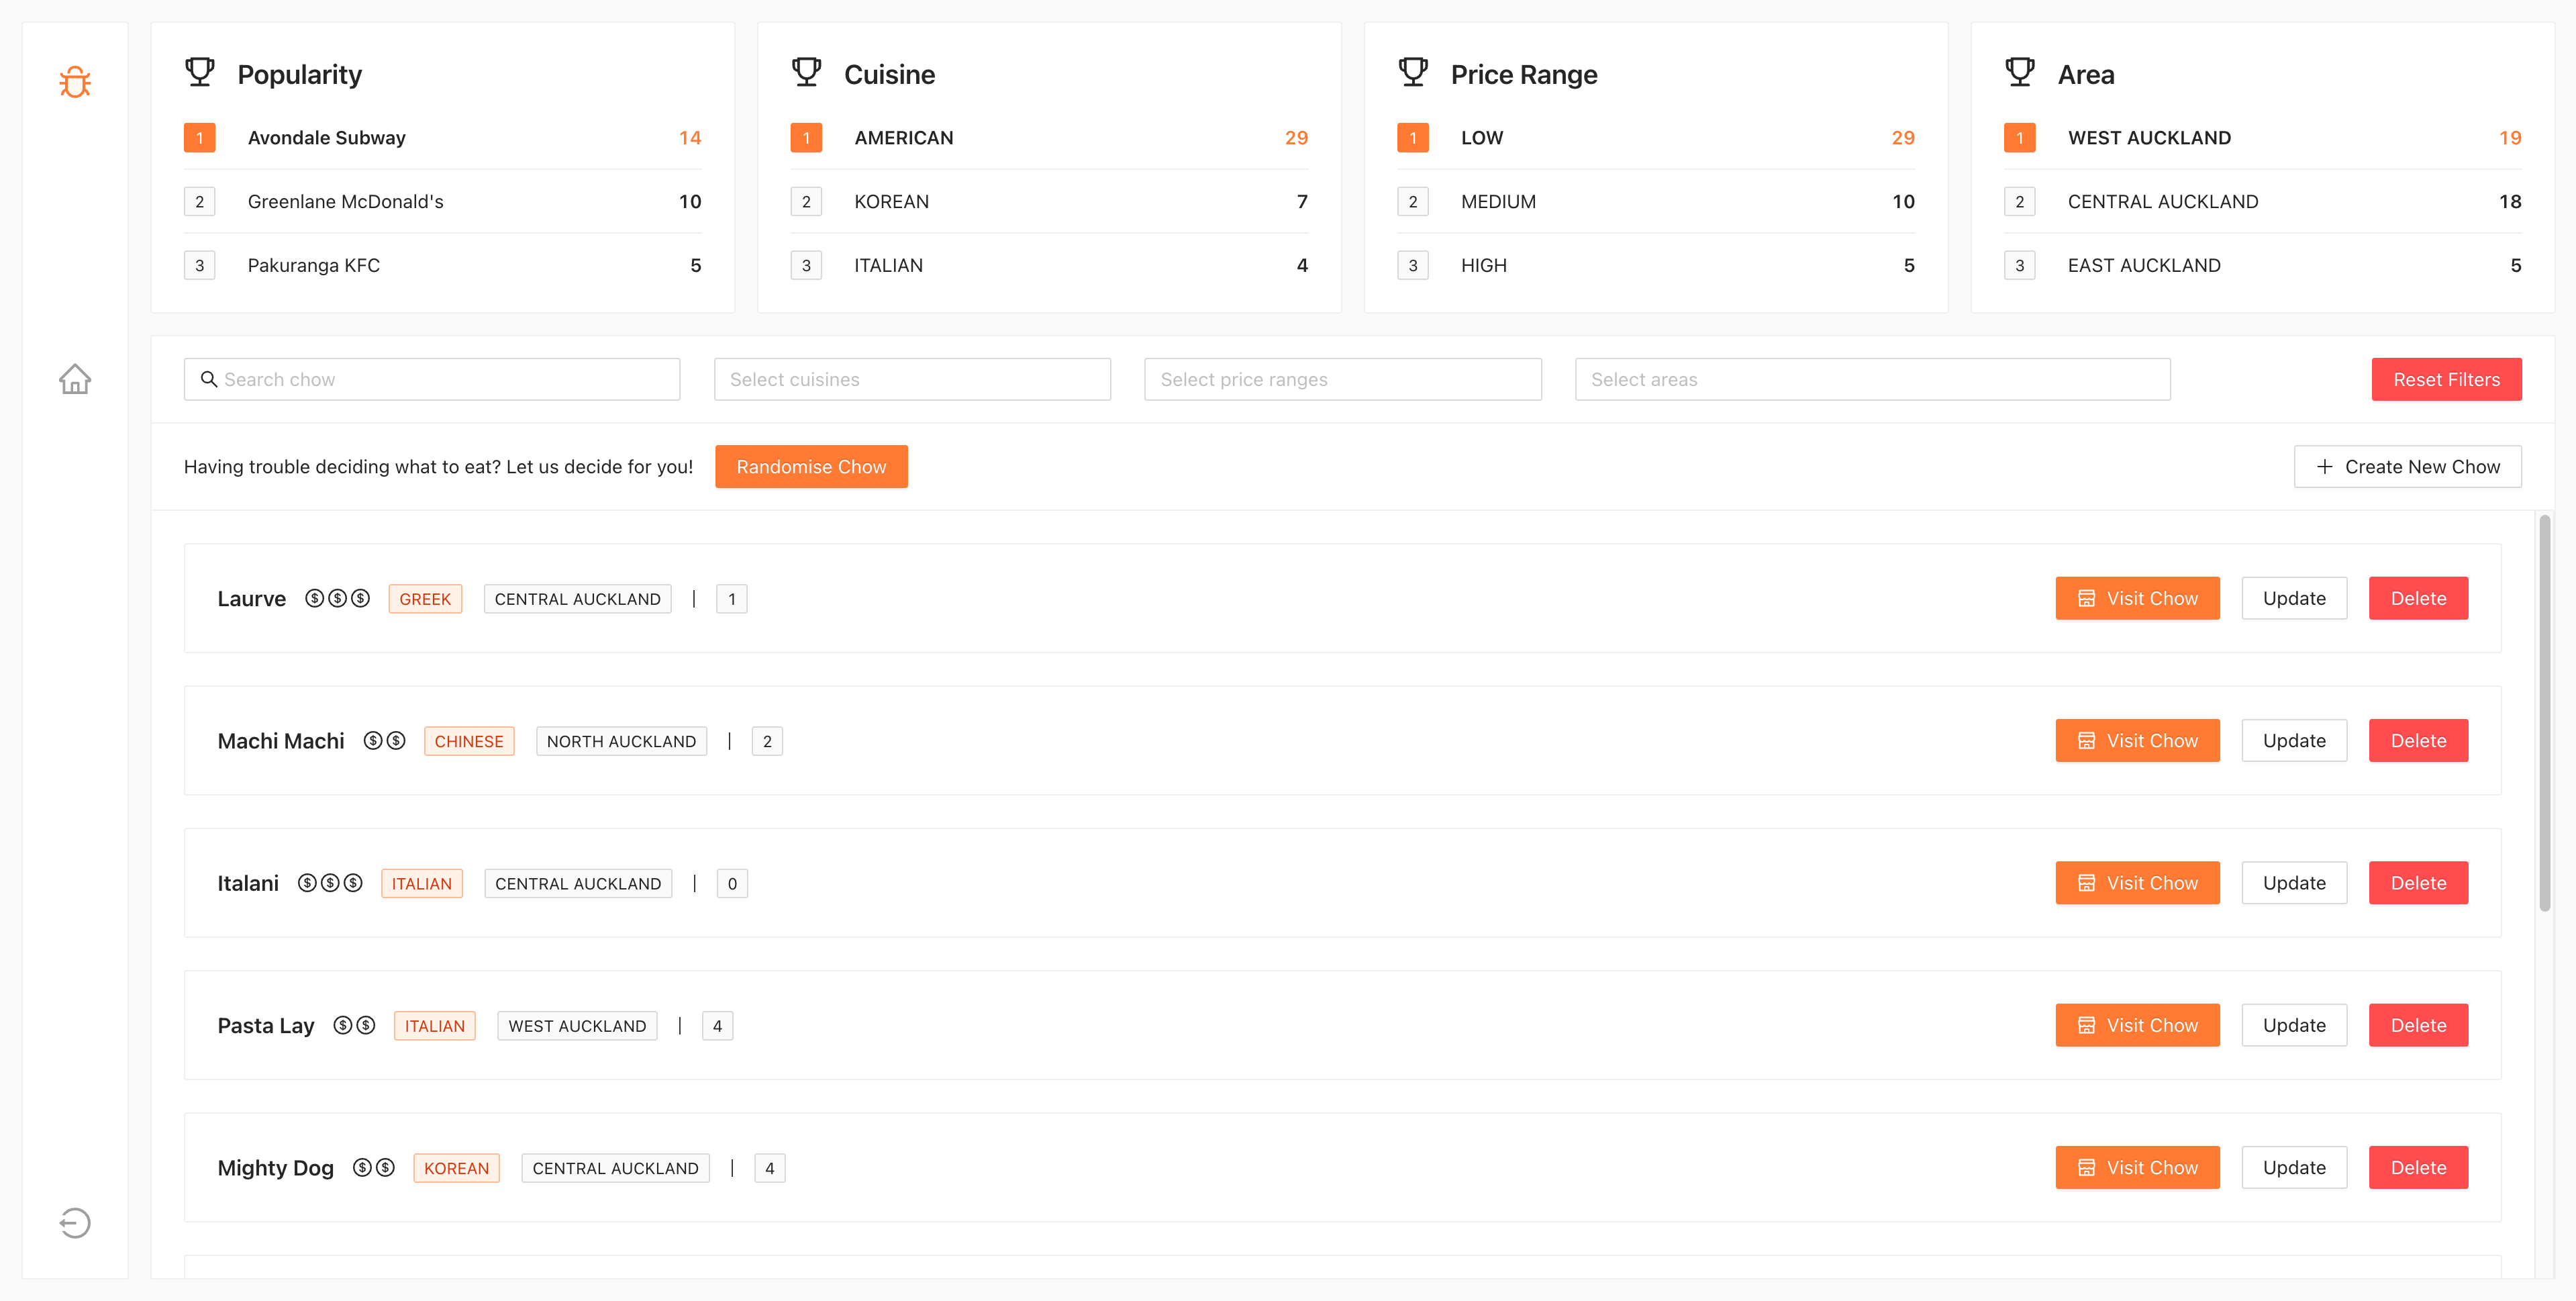 Popularity
1 Avondale Subway 14
2 Greenlane McDonald's 10
3 Pakuranga KFC 5
Cuisine
1 AMERICAN 29
2 KOREAN 7
3 ITALIAN 4
Price Range
1 LOW 29
2 MEDIUM 10
3 HIGH 5
Area
1 WEST AUCKLAND 19
2 CENTRAL AUCKLAND 18
3 EAST AUCKLAND 5
Search chow Select cuisines Select price ranges Select areas Reset Filters
Having trouble deciding what to eat? Let us decide for you! Randomise Chow + Create New Chow
Laurve $ $ $ GREEK CENTRAL AUCKLAND | 1 Visit Chow Update Delete
Machi Machi $ $ CHINESE NORTH AUCKLAND | 2 Visit Chow Update Delete
Italani $ $ $ ITALIAN CENTRAL AUCKLAND | 0 Visit Chow Update Delete
Pasta Lay $ $ ITALIAN WEST AUCKLAND | 4 Visit Chow Update Delete
Mighty Dog $ $ KOREAN CENTRAL AUCKLAND | 4 Visit Chow Update Delete